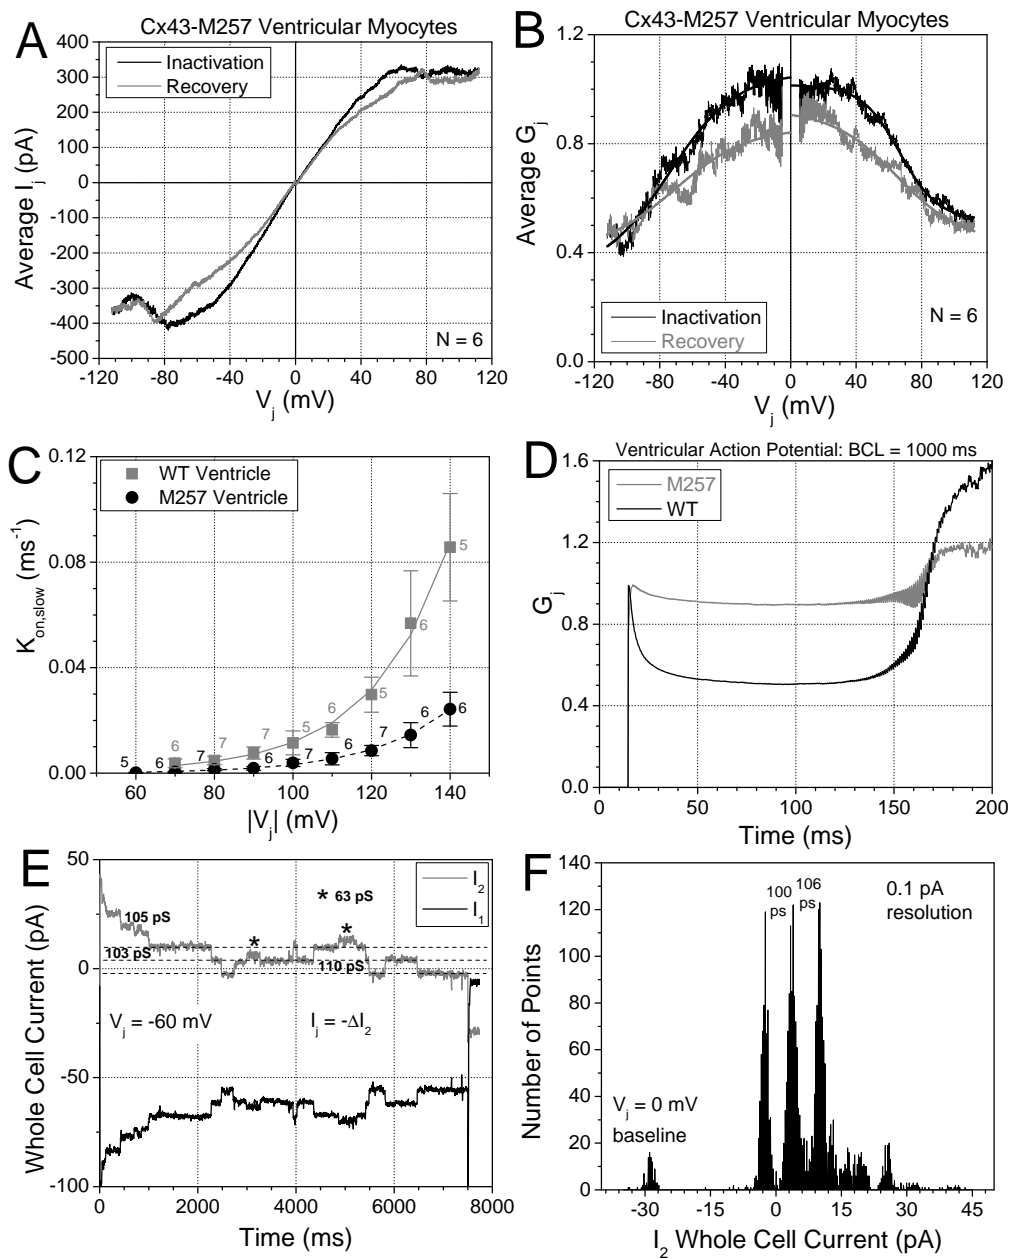 A
Cx43-M257 Ventricular Myocytes
Average I_j (pA)
400
300
200
100
0
-100
-200
-300
-400
-500
Inactivation
Recovery
N = 6
-120 -80 -40 0 40 80 120
V_j (mV)
B
Cx43-M257 Ventricular Myocytes
Average G_j
1.2
0.8
0.4
0.0
Inactivation
Recovery
N = 6
-120 -80 -40 0 40 80 120
V_j (mV)
C
K_on,slow (ms⁻¹)
0.12
0.08
0.04
0.00
WT Ventricle
M257 Ventricle
6 7 7 5 6 5 6 5
5 6 7 6 7 6 7 6 6
60 80 100 120 140
|V_j| (mV)
D
Ventricular Action Potential: BCL = 1000 ms
G_j
1.6
1.2
0.8
0.4
0.0
M257
WT
0 50 100 150 200
Time (ms)
E
Whole Cell Current (pA)
50
0
-50
-100
I_2
I_1
* 63 pS
105 pS
* *
103 pS
110 pS
V_j = -60 mV
I_j = -ΔI_2
0 2000 4000 6000 8000
Time (ms)
F
Number of Points
140
120
100
80
60
40
20
0
100
ps
106
ps
0.1 pA
resolution
V_j = 0 mV
baseline
-30 -15 0 15 30 45
I_2 Whole Cell Current (pA)